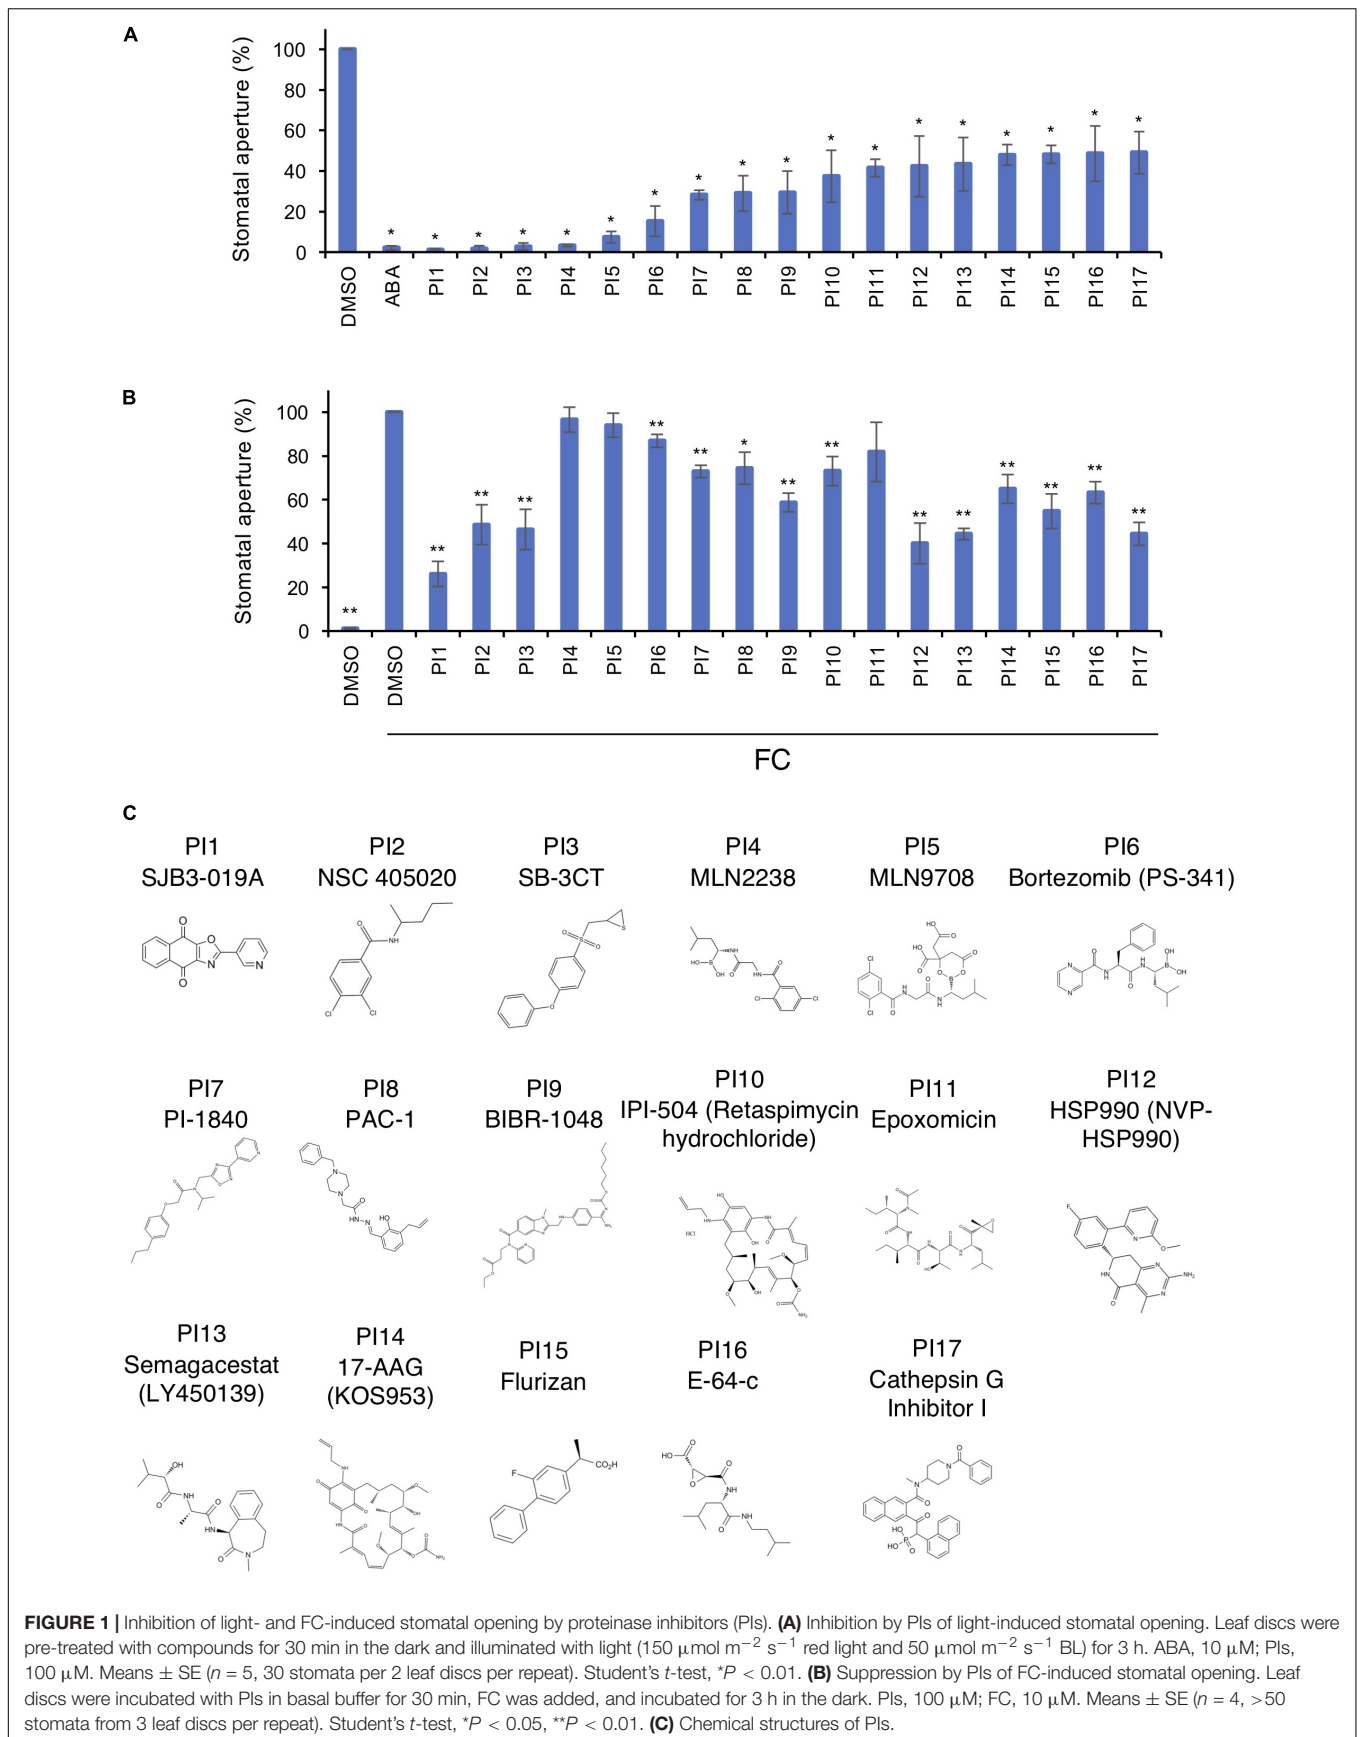 A
Stomatal aperture (%)
100
80
60
40
20
0
* * * * * * * * * * * * * * * * * *
DMSO ABA PI1 PI2 PI3 PI4 PI5 PI6 PI7 PI8 PI9 PI10 PI11 PI12 PI13 PI14 PI15 PI16 PI17
B
Stomatal aperture (%)
100
80
60
40
20
0
** ** ** ** ** ** * ** ** ** ** ** ** ** **
DMSO DMSO PI1 PI2 PI3 PI4 PI5 PI6 PI7 PI8 PI9 PI10 PI11 PI12 PI13 PI14 PI15 PI16 PI17
FC
C
PI1 PI2 PI3 PI4 PI5 PI6
SJB3-019A NSC 405020 SB-3CT MLN2238 MLN9708 Bortezomib (PS-341)
PI7 PI8 PI9 PI10 PI11 PI12
PI-1840 PAC-1 BIBR-1048 IPI-504 (Retaspimycin Epoxomicin HSP990 (NVP-
hydrochloride) HSP990)
PI13 PI14 PI15 PI16 PI17
Semagacestat 17-AAG Flurizan E-64-c Cathepsin G
(LY450139) (KOS953) Inhibitor I
FIGURE 1 | Inhibition of light- and FC-induced stomatal opening by proteinase inhibitors (PIs). (A) Inhibition by PIs of light-induced stomatal opening. Leaf discs were
pre-treated with compounds for 30 min in the dark and illuminated with light (150 μmol m−2 s−1 red light and 50 μmol m−2 s−1 BL) for 3 h. ABA, 10 μM; PIs,
100 μM. Means ± SE (n = 5, 30 stomata per 2 leaf discs per repeat). Student's t-test, *P < 0.01. (B) Suppression by PIs of FC-induced stomatal opening. Leaf
discs were incubated with PIs in basal buffer for 30 min, FC was added, and incubated for 3 h in the dark. PIs, 100 μM; FC, 10 μM. Means ± SE (n = 4, >50
stomata from 3 leaf discs per repeat). Student's t-test, *P < 0.05, **P < 0.01. (C) Chemical structures of PIs.